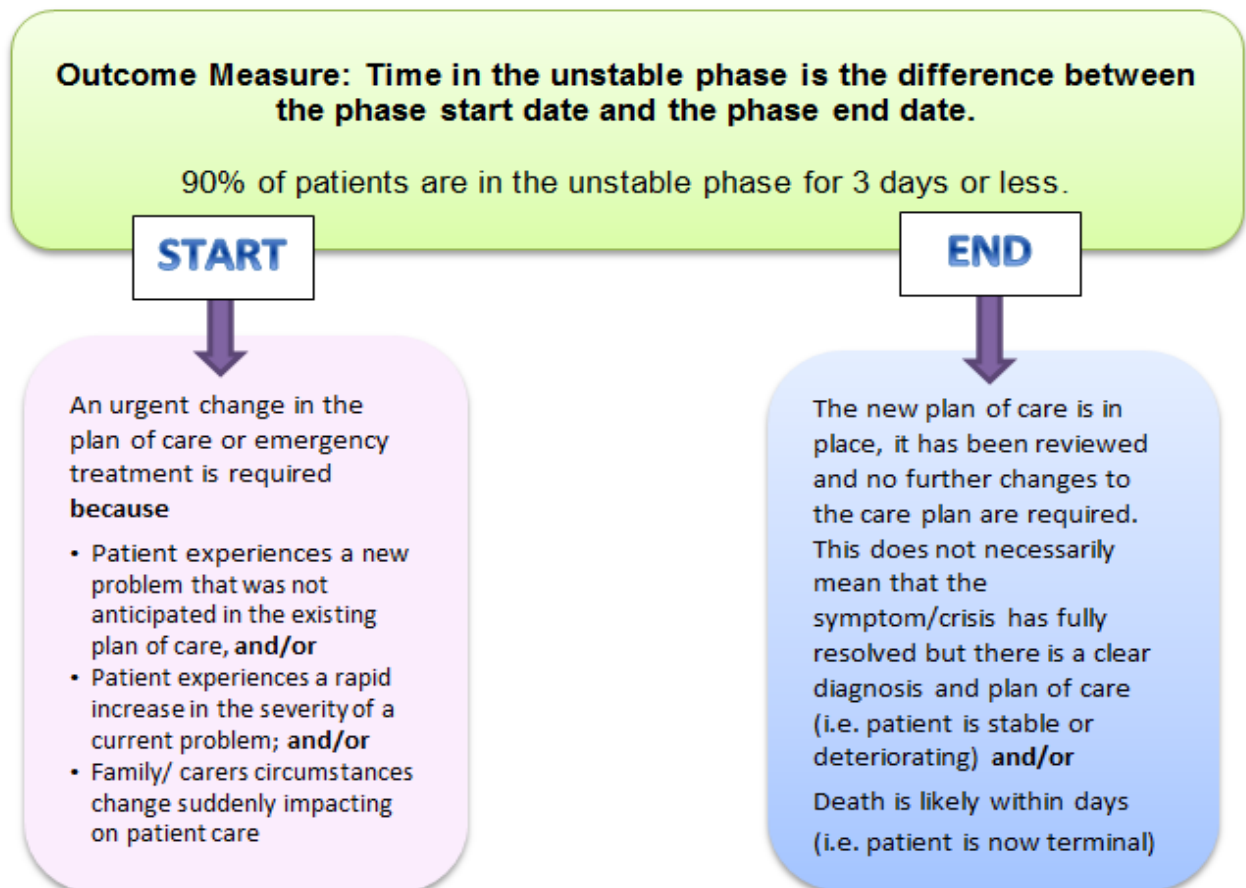 Outcome Measure: Time in the unstable phase is the difference between
the phase start date and the phase end date.
90% of patients are in the unstable phase for 3 days or less.
START
An urgent change in the
plan of care or emergency
treatment is required
because
• Patient experiences a new
problem that was not
anticipated in the existing
plan of care, and/or
• Patient experiences a rapid
increase in the severity of a
current problem; and/or
• Family/ carers circumstances
change suddenly impacting
on patient care
END
The new plan of care is in
place, it has been reviewed
and no further changes to
the care plan are required.
This does not necessarily
mean that the
symptom/crisis has fully
resolved but there is a clear
diagnosis and plan of care
(i.e. patient is stable or
deteriorating) and/or
Death is likely within days
(i.e. patient is now terminal)